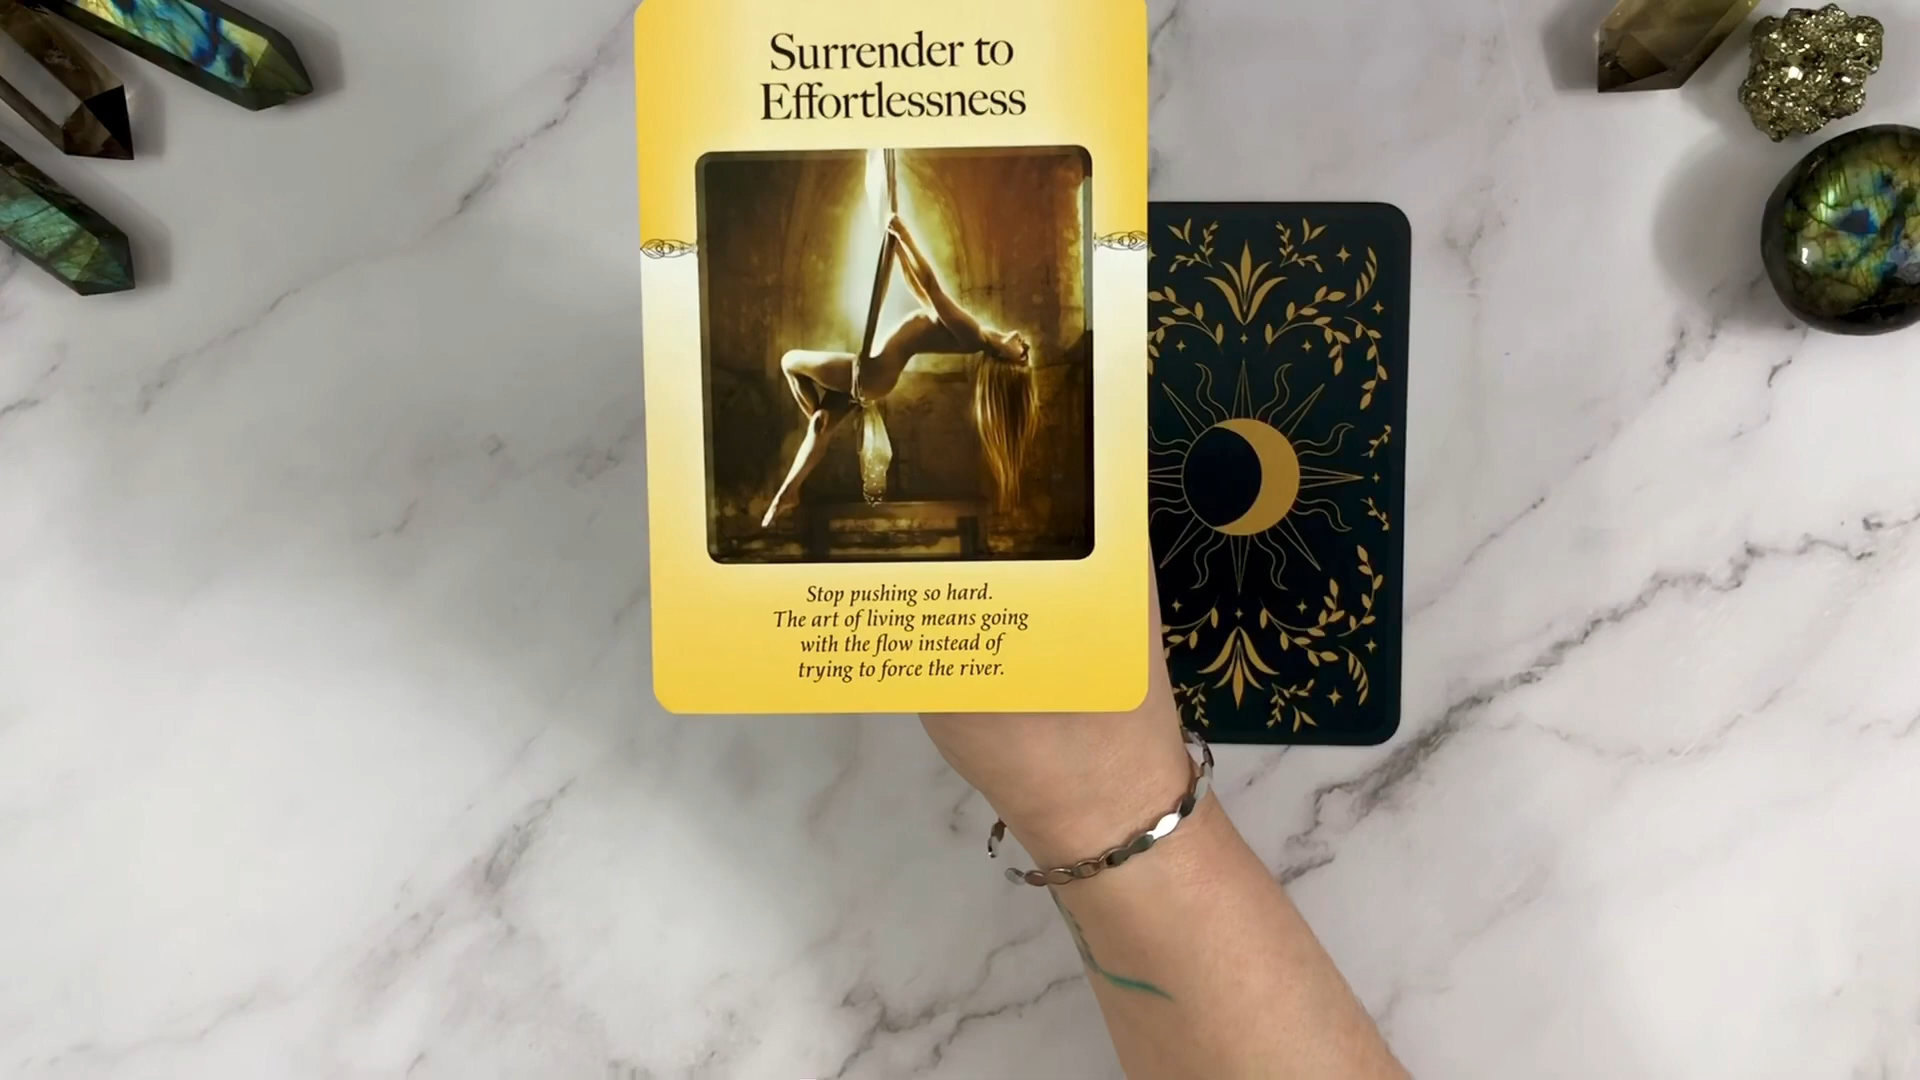 Surrender to
Effortlessness
Stop pushing so hard.
The art of living means going
with the flow instead of
trying to force the river.